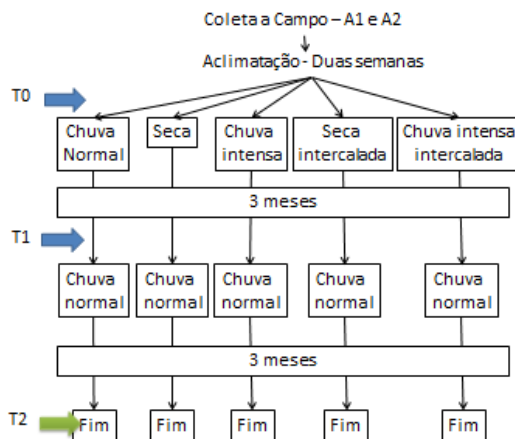 Coleta a Campo – A1 e A2
Aclimatação - Duas semanas
T0
Chuva
Normal
Seca
Chuva
intensa
Seca
intercalada
Chuva intensa
intercalada
3 meses
T1
Chuva
normal
Chuva
normal
Chuva
normal
Chuva
normal
Chuva
normal
3 meses
T2
Fim
Fim
Fim
Fim
Fim